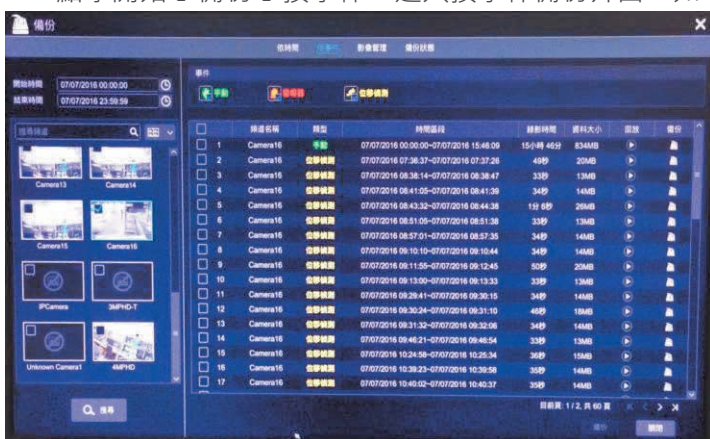 備份
依時間 依事件 影像管理 備份狀態
開始時間 07/07/2016 00:00:00
結束時間 07/07/2016 23:59:59
事件
手動 警報器 位移偵測
搜尋頻道
Camera13 Camera14
Camera15 Camera16
IPCamera 3MPHD-T
Unknown Camera1 4MPHD
搜尋
頻道名稱 類型 時間區段 錄影時間 資料大小 回放 備份
1 Camera16 手動 07/07/2016 00:00:00~07/07/2016 15:46:09 15小時 46分 834MB
2 Camera16 位移偵測 07/07/2016 07:36:37~07/07/2016 07:37:26 49秒 20MB
3 Camera16 位移偵測 07/07/2016 08:38:14~07/07/2016 08:38:47 33秒 13MB
4 Camera16 位移偵測 07/07/2016 08:41:05~07/07/2016 08:41:39 34秒 14MB
5 Camera16 位移偵測 07/07/2016 08:43:32~07/07/2016 08:44:38 1分 6秒 26MB
6 Camera16 位移偵測 07/07/2016 08:51:05~07/07/2016 08:51:38 33秒 13MB
7 Camera16 位移偵測 07/07/2016 08:57:01~07/07/2016 08:57:35 34秒 14MB
8 Camera16 位移偵測 07/07/2016 09:10:10~07/07/2016 09:10:44 34秒 14MB
9 Camera16 位移偵測 07/07/2016 09:11:55~07/07/2016 09:12:45 50秒 20MB
10 Camera16 位移偵測 07/07/2016 09:13:00~07/07/2016 09:13:33 33秒 13MB
11 Camera16 位移偵測 07/07/2016 09:29:41~07/07/2016 09:30:15 34秒 14MB
12 Camera16 位移偵測 07/07/2016 09:30:24~07/07/2016 09:31:10 46秒 18MB
13 Camera16 位移偵測 07/07/2016 09:31:32~07/07/2016 09:32:06 34秒 14MB
14 Camera16 位移偵測 07/07/2016 09:46:21~07/07/2016 09:46:54 33秒 13MB
15 Camera16 位移偵測 07/07/2016 10:24:58~07/07/2016 10:25:34 36秒 15MB
16 Camera16 位移偵測 07/07/2016 10:39:23~07/07/2016 10:39:58 35秒 14MB
17 Camera16 位移偵測 07/07/2016 10:40:02~07/07/2016 10:40:37 35秒 14MB
目前頁: 1/2, 共 60 頁
備份 關閉